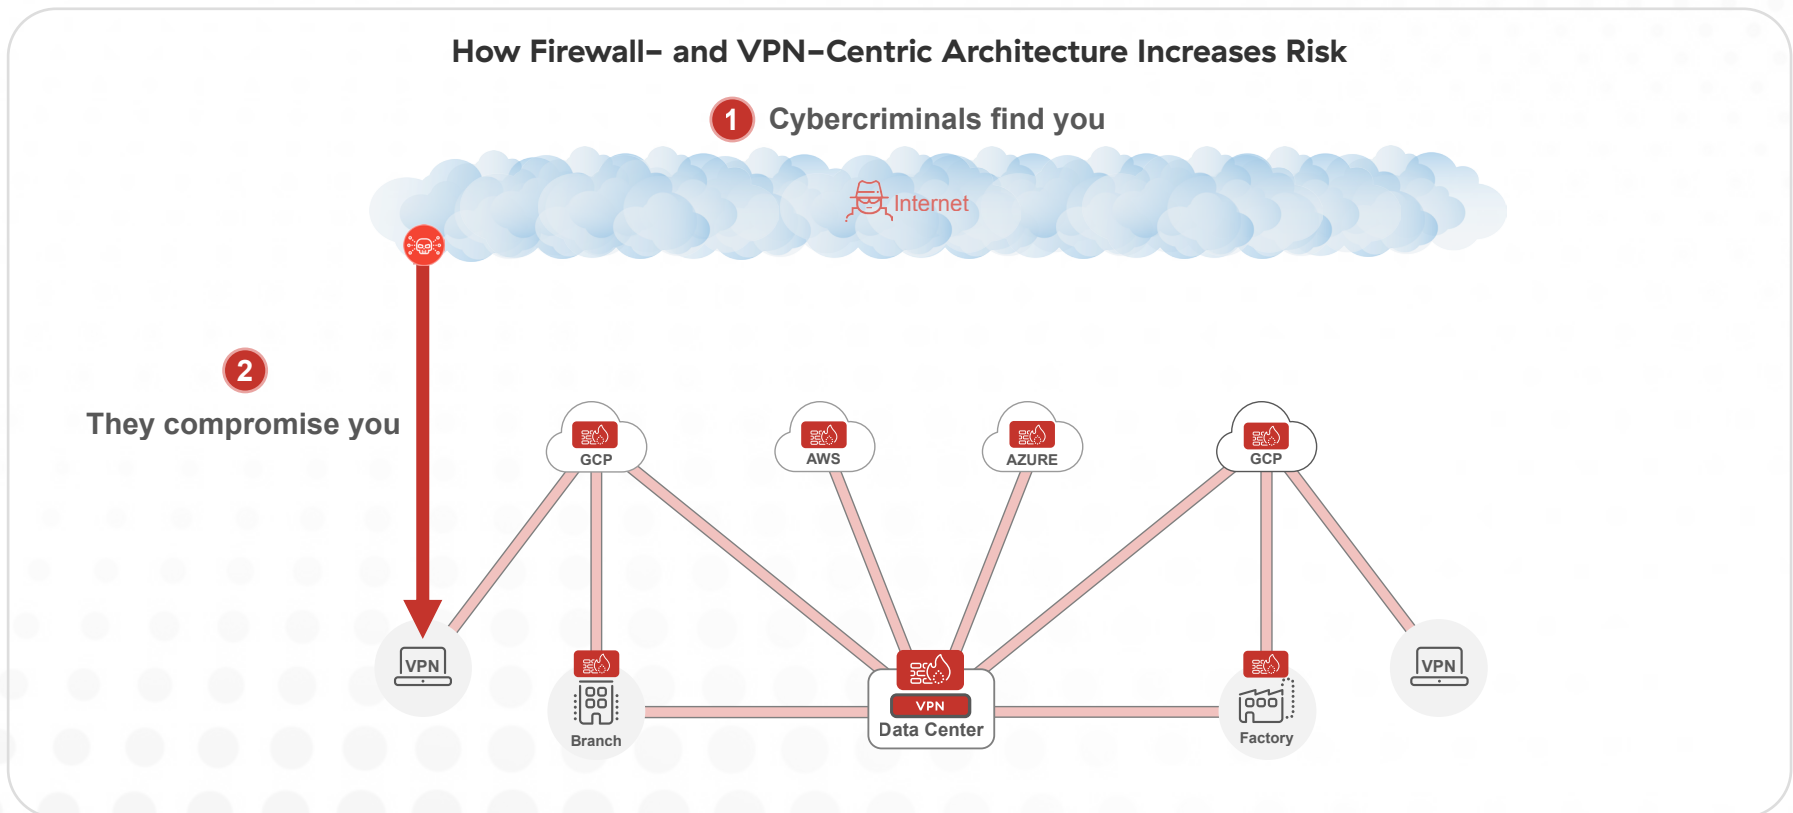 How Firewall- and VPN-Centric Architecture Increases Risk
1 Cybercriminals find you
Internet
2
They compromise you
GCP
AWS
AZURE
GCP
VPN
Branch
VPN
Data Center
Factory
VPN